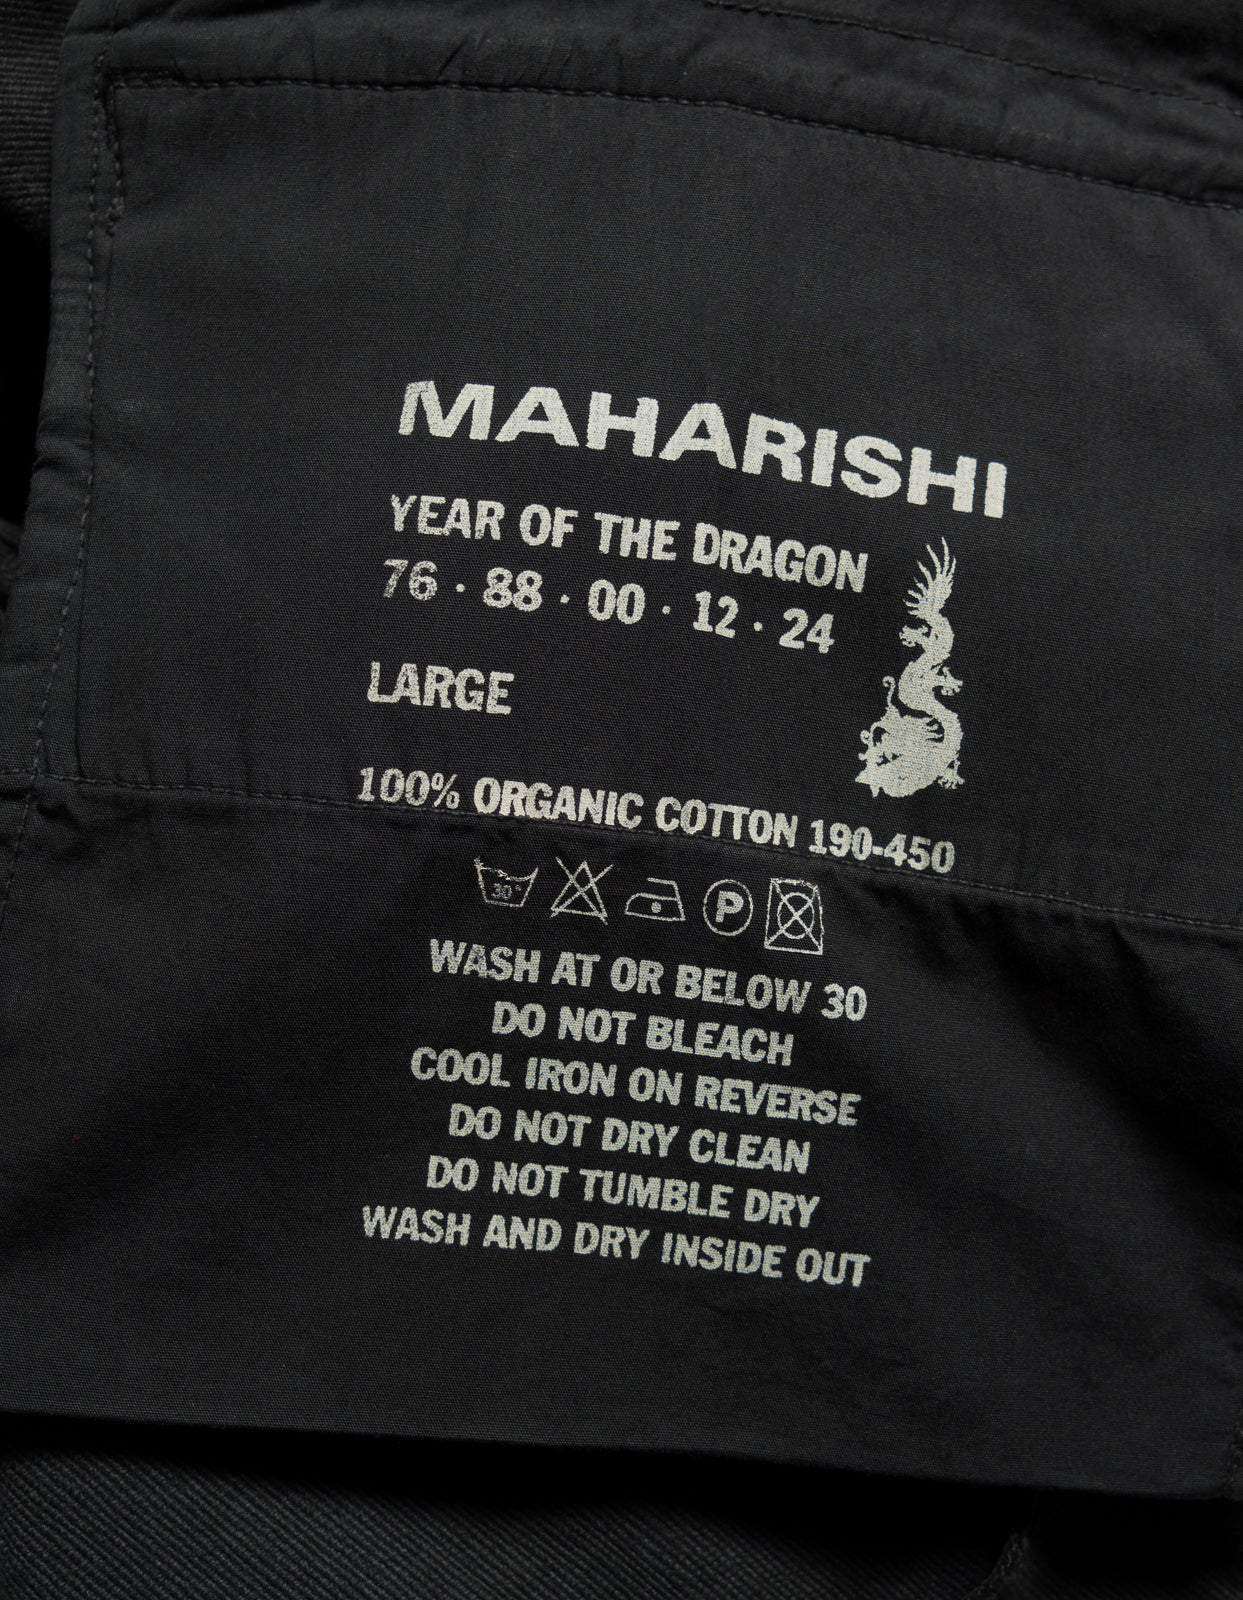 MAHARISHI
YEAR OF THE DRAGON
76 · 88 · 00 · 12 · 24
LARGE
100% ORGANIC COTTON 190-450
30° P
WASH AT OR BELOW 30
DO NOT BLEACH
COOL IRON ON REVERSE
DO NOT DRY CLEAN
DO NOT TUMBLE DRY
WASH AND DRY INSIDE OUT